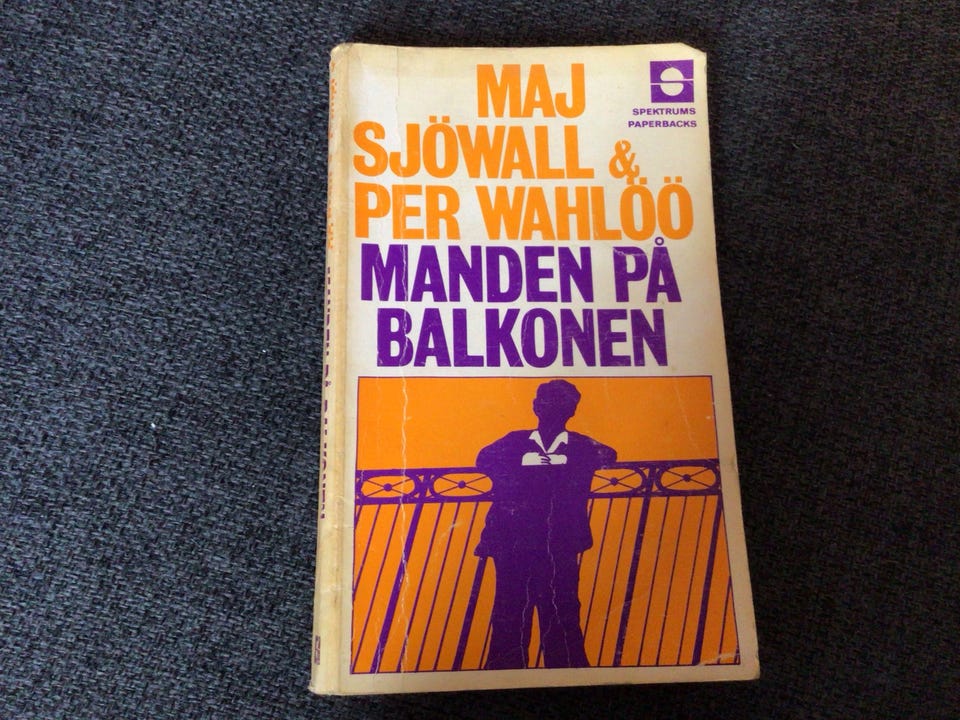 MAJ
SJÖWALL &
PER WAHLÖÖ
MANDEN PÅ
BALKONEN
SPEKTRUMS
PAPERBACKS